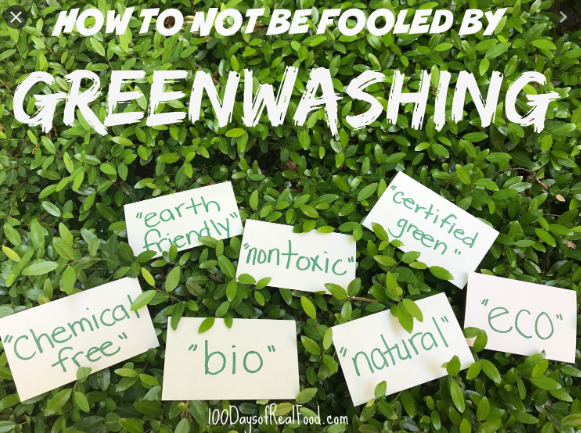 HOW TO NOT BE FOOLED BY
GREENWASHING
"earth
friendly"
"nontoxic"
"certified
green"
"Chemical
free"
"bio"
"natural"
"eco"
100DaysofRealFood.com